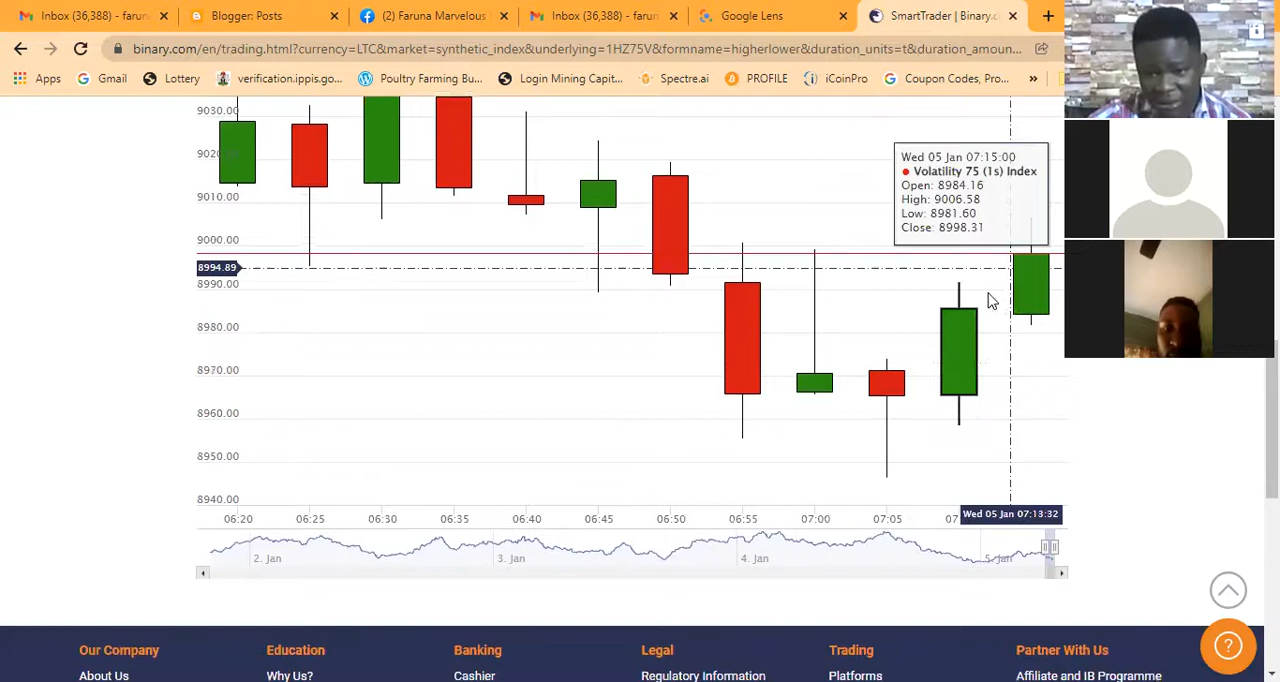 Inbox (36,388) - farun
Blogger: Posts
(2) Faruna Marvelous
Inbox (36,388) - farun
Google Lens
SmartTrader | Binary.c
binary.com/en/trading.html?currency=LTC&market=synthetic_index&underlying=1HZ75V&formname=higherlower&duration_units=t&duration_amoun...
Apps
Gmail
Lottery
verification.ippis.go...
Poultry Farming Bu...
Login Mining Capit...
Spectre.ai
PROFILE
iCoinPro
Coupon Codes, Pro...
»
9030.00
9020.00
9010.00
9000.00
8994.89
8990.00
8980.00
8970.00
8960.00
8950.00
8940.00
Wed 05 Jan 07:15:00
Volatility 75 (1s) Index
Open: 8984.16
High: 9006.58
Low: 8981.60
Close: 8998.31
06:20 06:25 06:30 06:35 06:40 06:45 06:50 06:55 07:00 07:05 07
Wed 05 Jan 07:13:32
2. Jan 3. Jan 4. Jan 5. Jan
Our Company Education Banking Legal Trading Partner With Us
About Us Why Us? Cashier Regulatory Information Platforms Affiliate and IB Programme
?